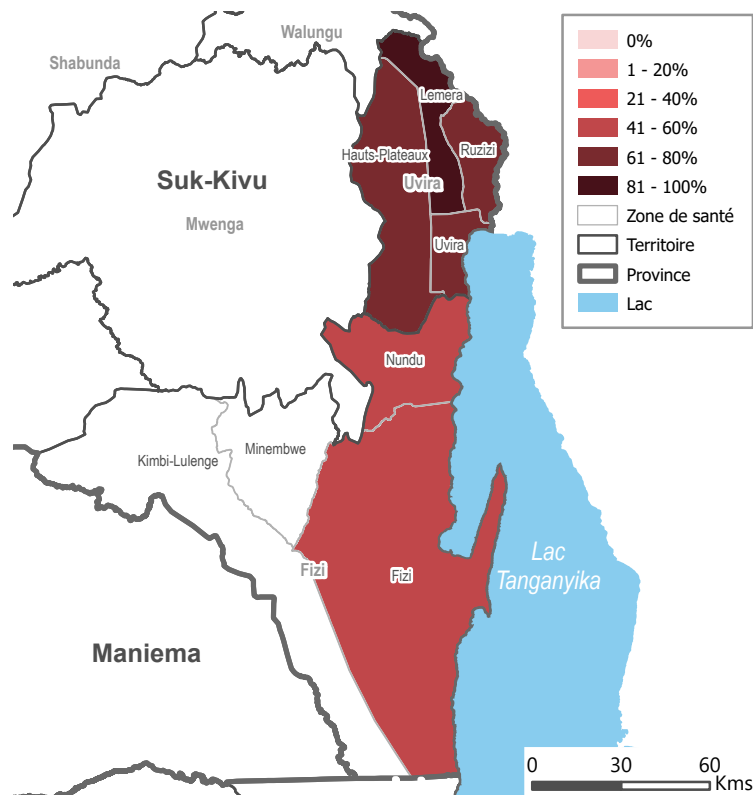 Walungu
Shabunda
Lemera
Hauts-Plateaux
Ruzizi
Uvira
Suk-Kivu
Mwenga
Uvira
Nundu
Minembwe
Kimbi-Lulenge
Fizi
Fizi
Lac
Tanganyika
Maniema
0%
1 - 20%
21 - 40%
41 - 60%
61 - 80%
81 - 100%
Zone de santé
Territoire
Province
Lac
0 30 60
Kms